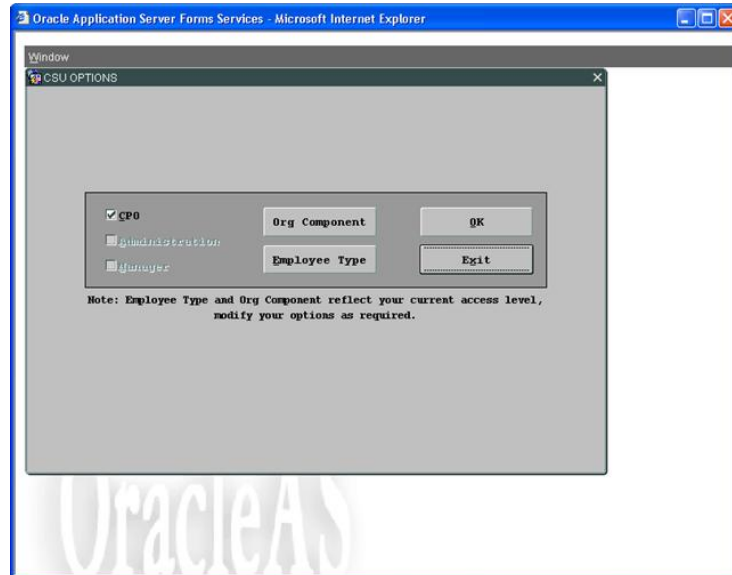 Oracle Application Server Forms Services - Microsoft Internet Explorer
Window
CSU OPTIONS
CPO
Administration
Manager
Org Component
OK
Employee Type
Exit
Note: Employee Type and Org Component reflect your current access level,
modify your options as required.
OracleAS